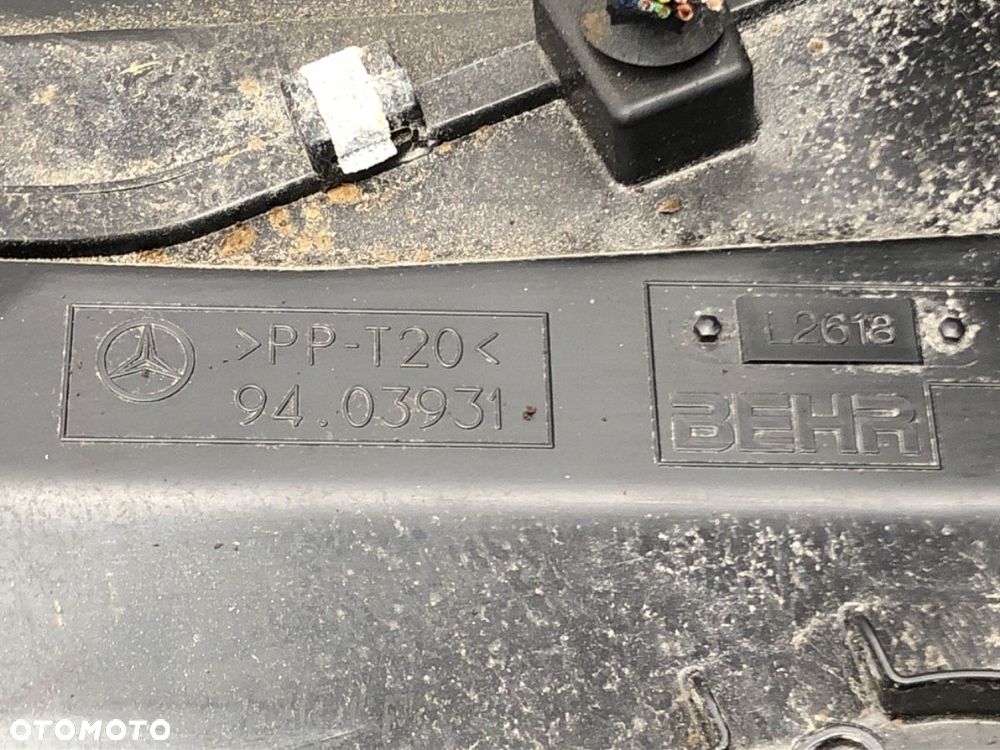 >PP-T20<
94.03931
L2618
BEHR
OTOMOTO